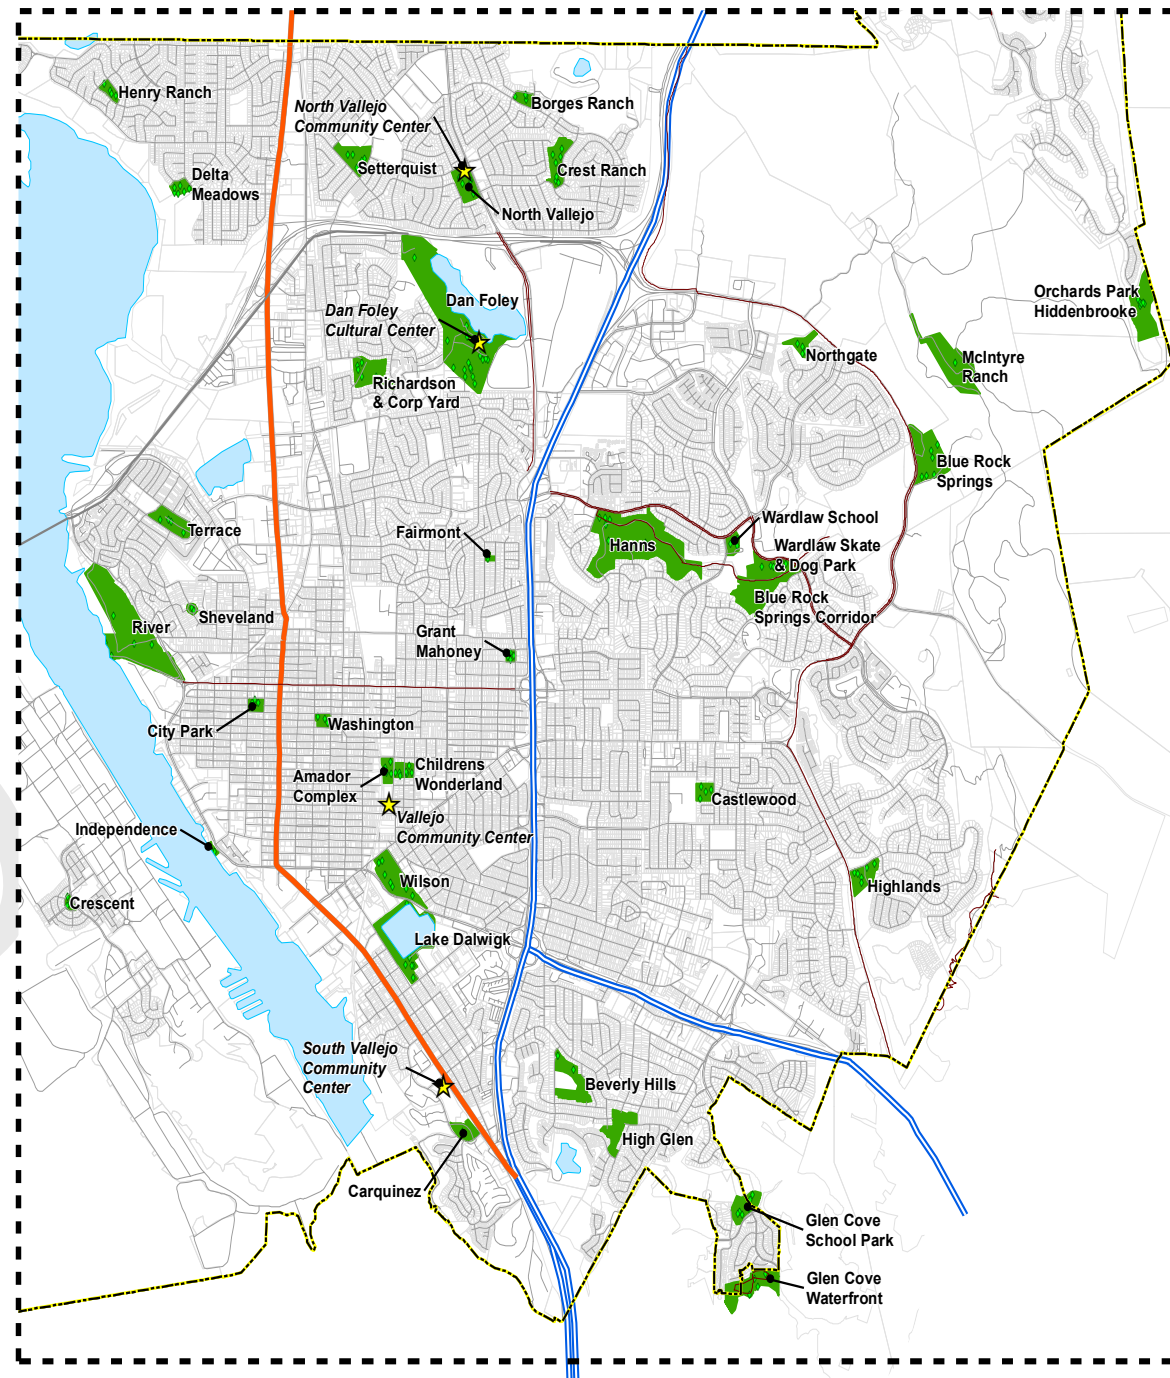 Henry Ranch
North Vallejo
Community Center
Borges Ranch
Setterquist
Crest Ranch
Delta
Meadows
North Vallejo
Dan Foley
Dan Foley
Cultural Center
Orchards Park
Hiddenbrooke
Northgate
McIntyre
Ranch
Richardson
& Corp Yard
Blue Rock
Springs
Terrace
Fairmont
Hanns
Wardlaw School
Wardlaw Skate
& Dog Park
Blue Rock
Springs Corridor
Sheveland
River
Grant
Mahoney
City Park
Washington
Amador
Complex
Childrens
Wonderland
Castlewood
Vallejo
Community Center
Independence
Wilson
Highlands
Crescent
Lake Dalwigk
South Vallejo
Community
Center
Beverly Hills
High Glen
Carquinez
Glen Cove
School Park
Glen Cove
Waterfront